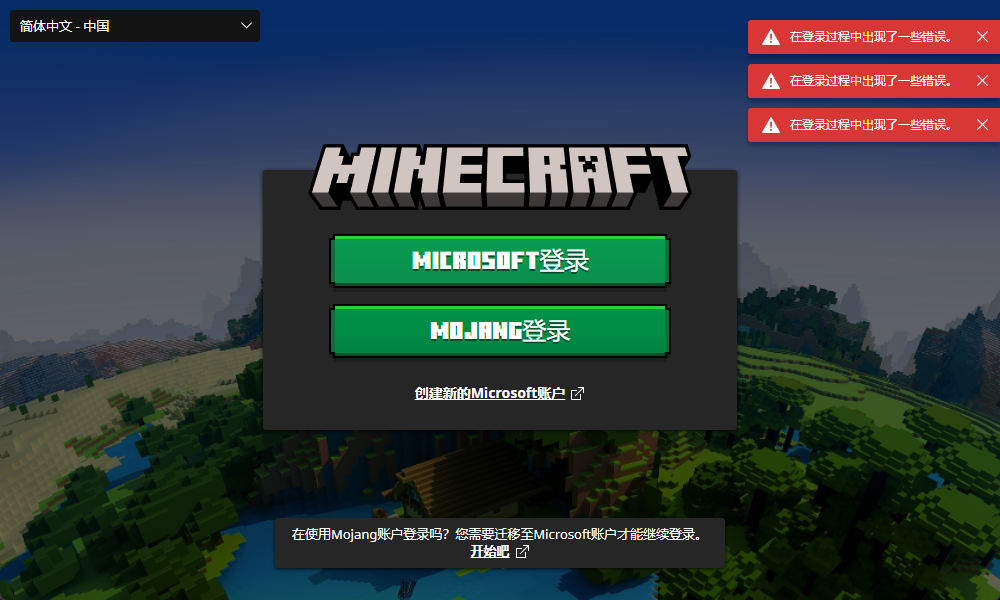 简体中文 - 中国
在登录过程中出现了一些错误。
在登录过程中出现了一些错误。
在登录过程中出现了一些错误。
MINECRAFT
MICROSOFT登录
MOJANG登录
创建新的Microsoft账户
在使用Mojang账户登录吗？您需要迁移至Microsoft账户才能继续登录。
开始吧